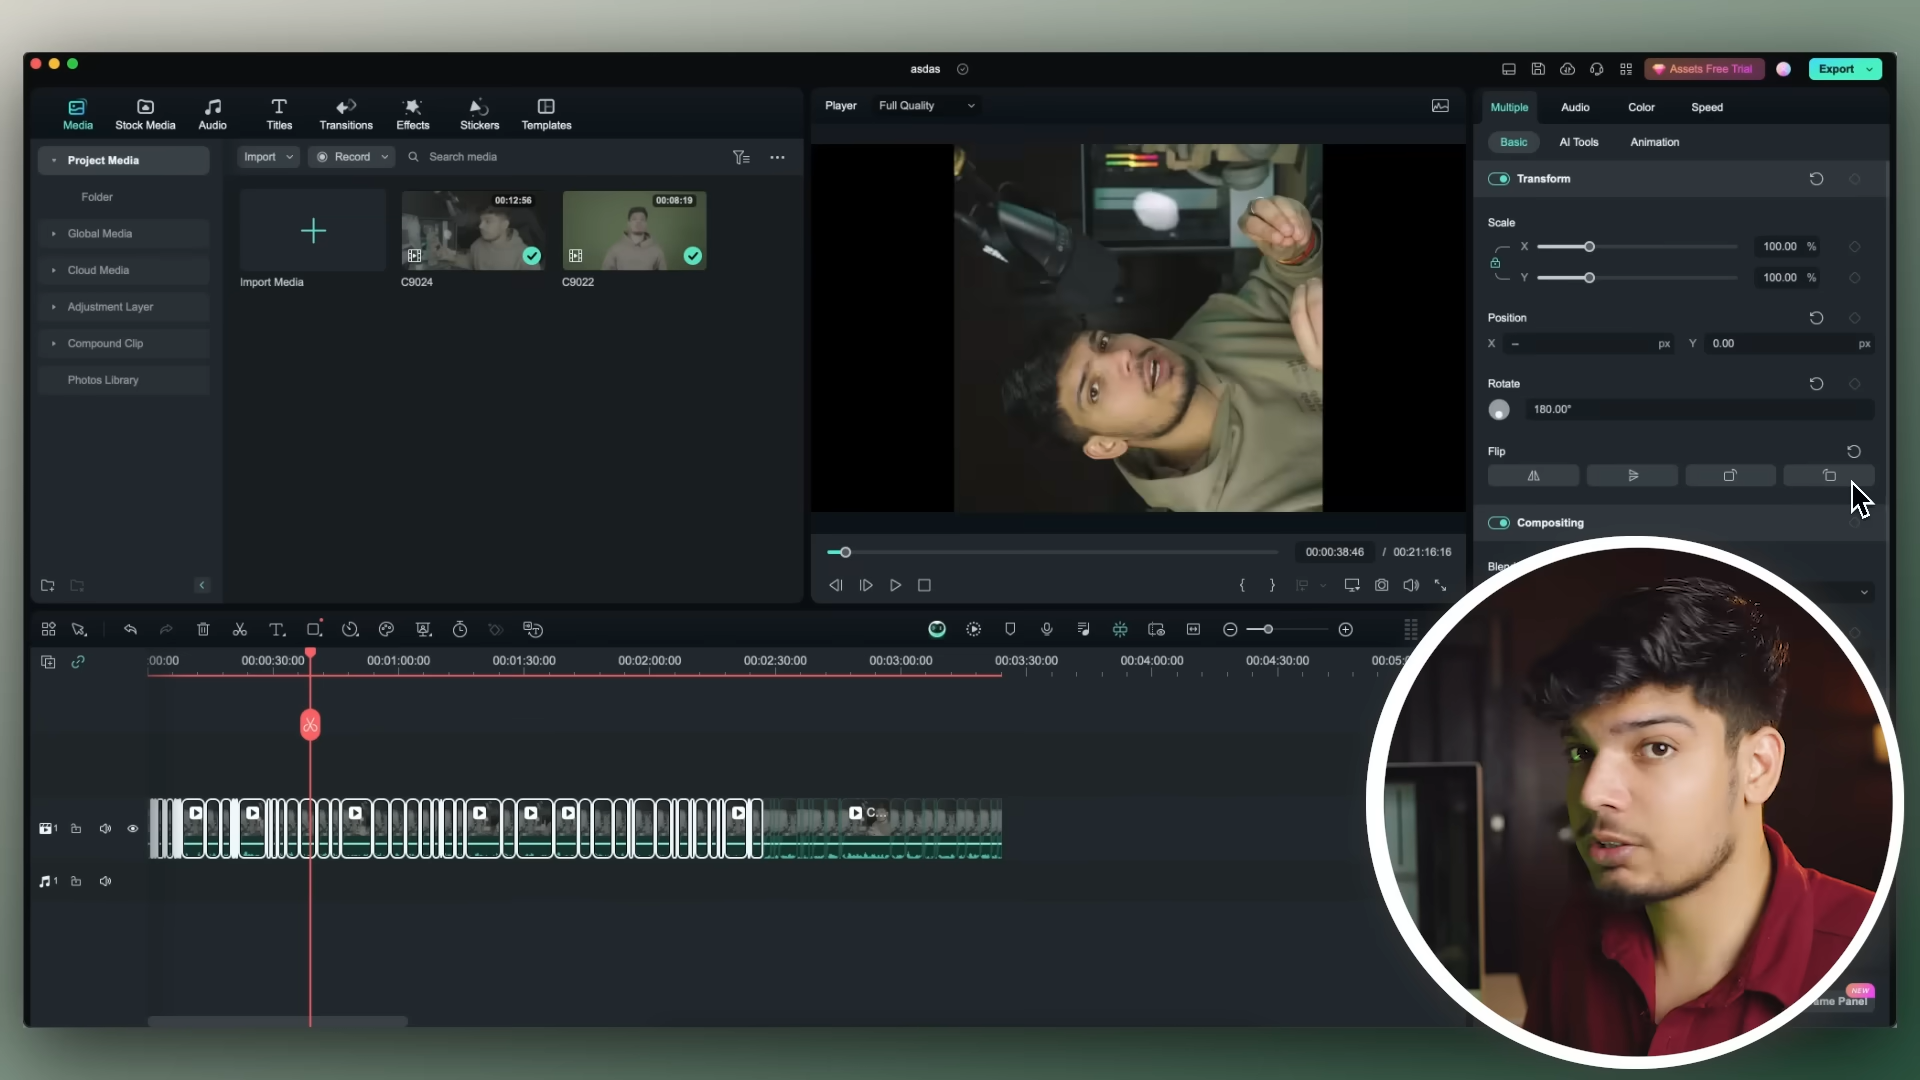 asdas
Assets Free Trial
Export
Media
Stock Media
Audio
Titles
Transitions
Effects
Stickers
Templates
Player
Full Quality
Multiple
Audio
Color
Speed
Project Media
Import
Record
Search media
Basic
AI Tools
Animation
Folder
Global Media
Cloud Media
Adjustment Layer
Compound Clip
Photos Library
00:12:56
00:08:19
Import Media
C9024
C9022
Transform
Scale
X
100.00
%
Y
100.00
%
Position
X
–
px
Y
0.00
px
Rotate
180.00°
Flip
Compositing
00:00:38:46
/
00:21:16:16
:00:00
00:00:30:00
00:01:00:00
00:01:30:00
00:02:00:00
00:02:30:00
00:03:00:00
00:03:30:00
00:04:00:00
00:04:30:00
00:05:
C...
1
1
NEW
ame Panel